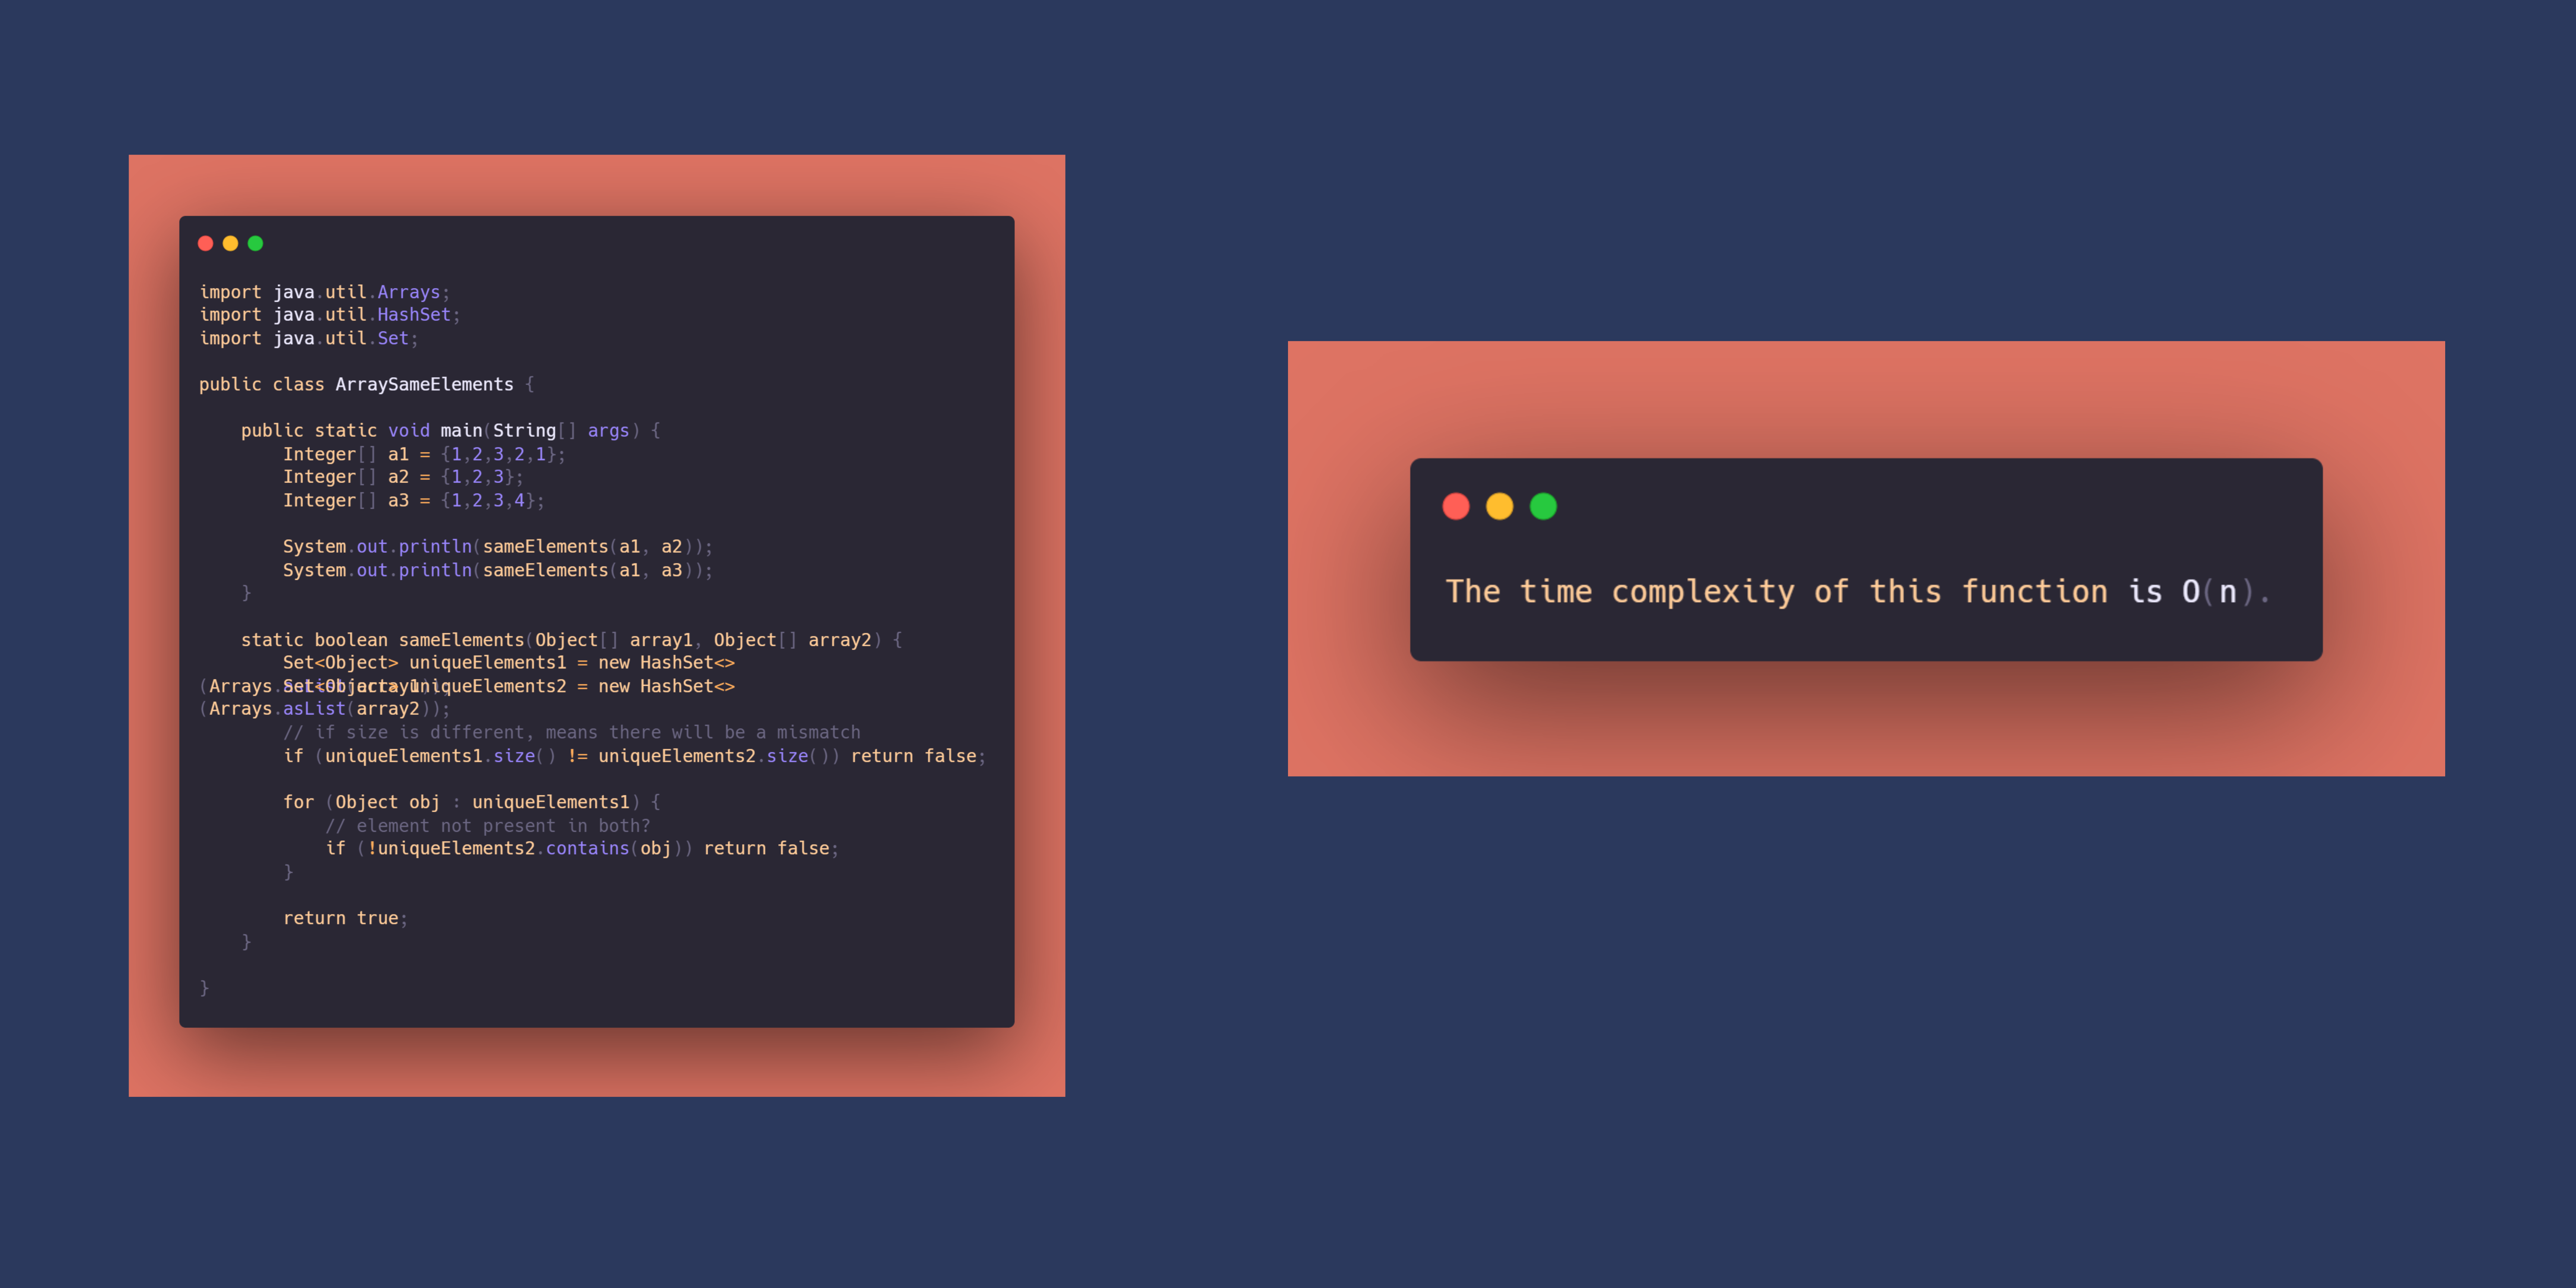 import java.util.Arrays;
import java.util.HashSet;
import java.util.Set;
public class ArraySameElements {
public static void main(String[] args) {
Integer[] a1 = {1,2,3,2,1};
Integer[] a2 = {1,2,3};
Integer[] a3 = {1,2,3,4};
System.out.println(sameElements(a1, a2));
System.out.println(sameElements(a1, a3));
}
static boolean sameElements(Object[] array1, Object[] array2) {
Set<Object> uniqueElements1 = new HashSet<>
(Arrays.
Set<Object> uniqueElements2 = new HashSet<>
(Arrays.asList(array2));
// if size is different, means there will be a mismatch
if (uniqueElements1.size() != uniqueElements2.size()) return false;
for (Object obj : uniqueElements1) {
// element not present in both?
if (!uniqueElements2.contains(obj)) return false;
}
return true;
}
}
The time complexity of this function is O(n).